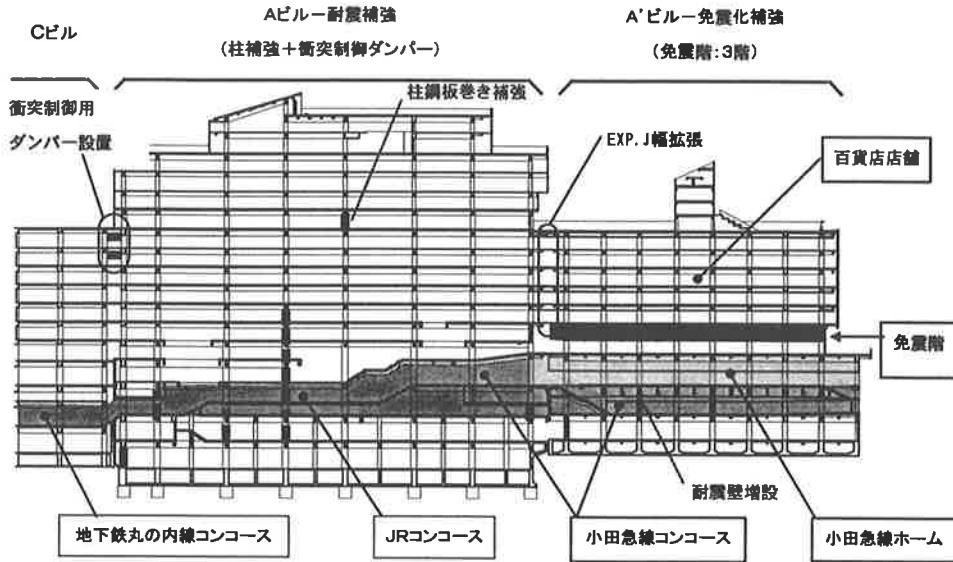 Cビル
Aビル－耐震補強
(柱補強＋衝突制御ダンパー)
A'ビル－免震化補強
(免震階:3階)
衝突制御用
ダンパー設置
柱鋼板巻き補強
EXP.J幅拡張
百貨店店舗
免震階
耐震壁増設
地下鉄丸の内線コンコース
JRコンコース
小田急線コンコース
小田急線ホーム